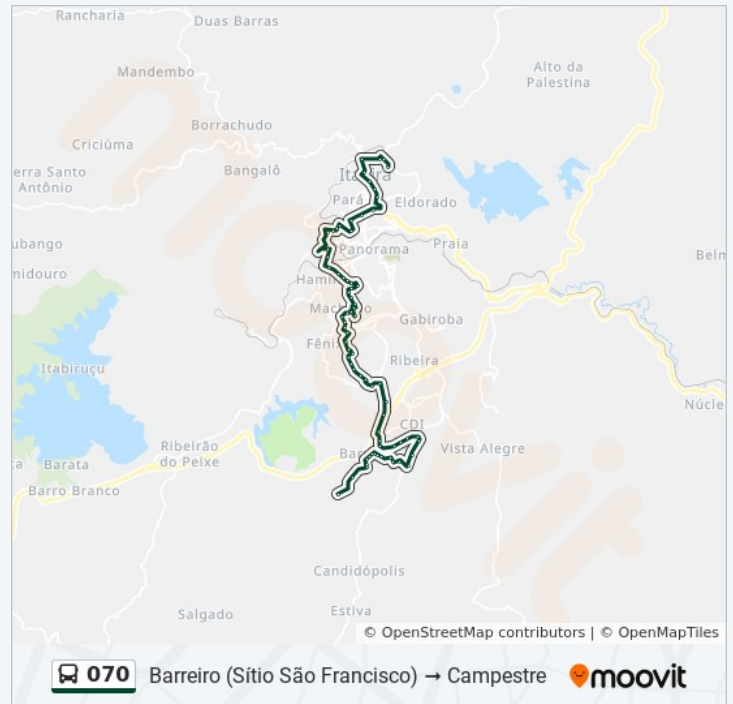 Rancharia
Duas Barras
Mandembo
Alto da
Palestina
Borrachudo
Criciúma
Bangalô
erra Santo
Antônio
Pará
Eldorado
ubango
Panorama
Praia
Belm
midouro
Gabiroba
Ribeira
Itabiruçu
Núcle
CDI
Ribeirão
do Peixe
Vista Alegre
Barata
Barro Branco
Candidópolis
Estiva
Salgado
© OpenStreetMap contributors | © OpenMapTiles
070 Barreiro (Sítio São Francisco) → Campestre moovit